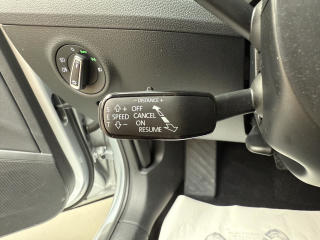 - DISTANCE +
S + OFF
E SPEED CANCEL
T - ON
RESUME